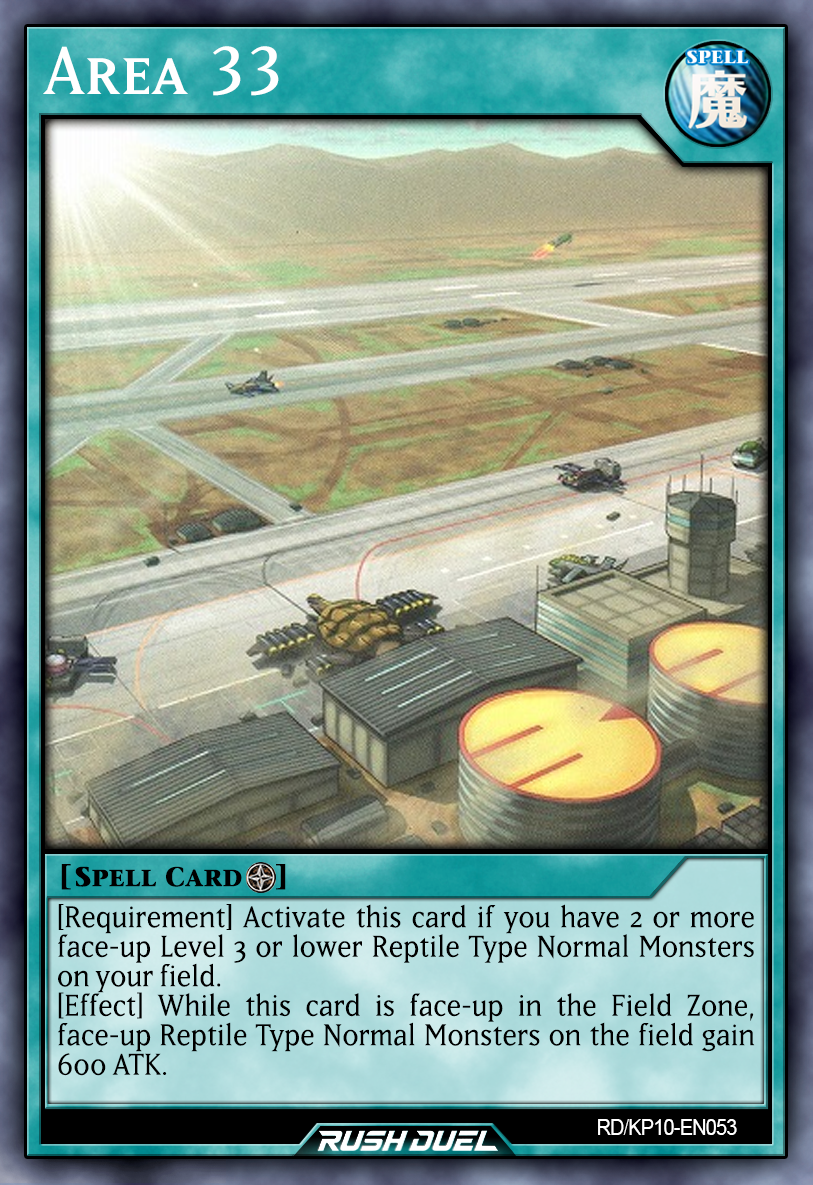 Area 33
SPELL
魔
[Spell Card]
[Requirement] Activate this card if you have 2 or more
face-up Level 3 or lower Reptile Type Normal Monsters
on your field.
[Effect] While this card is face-up in the Field Zone,
face-up Reptile Type Normal Monsters on the field gain
600 ATK.
RD/KP10-EN053
RUSH DUEL